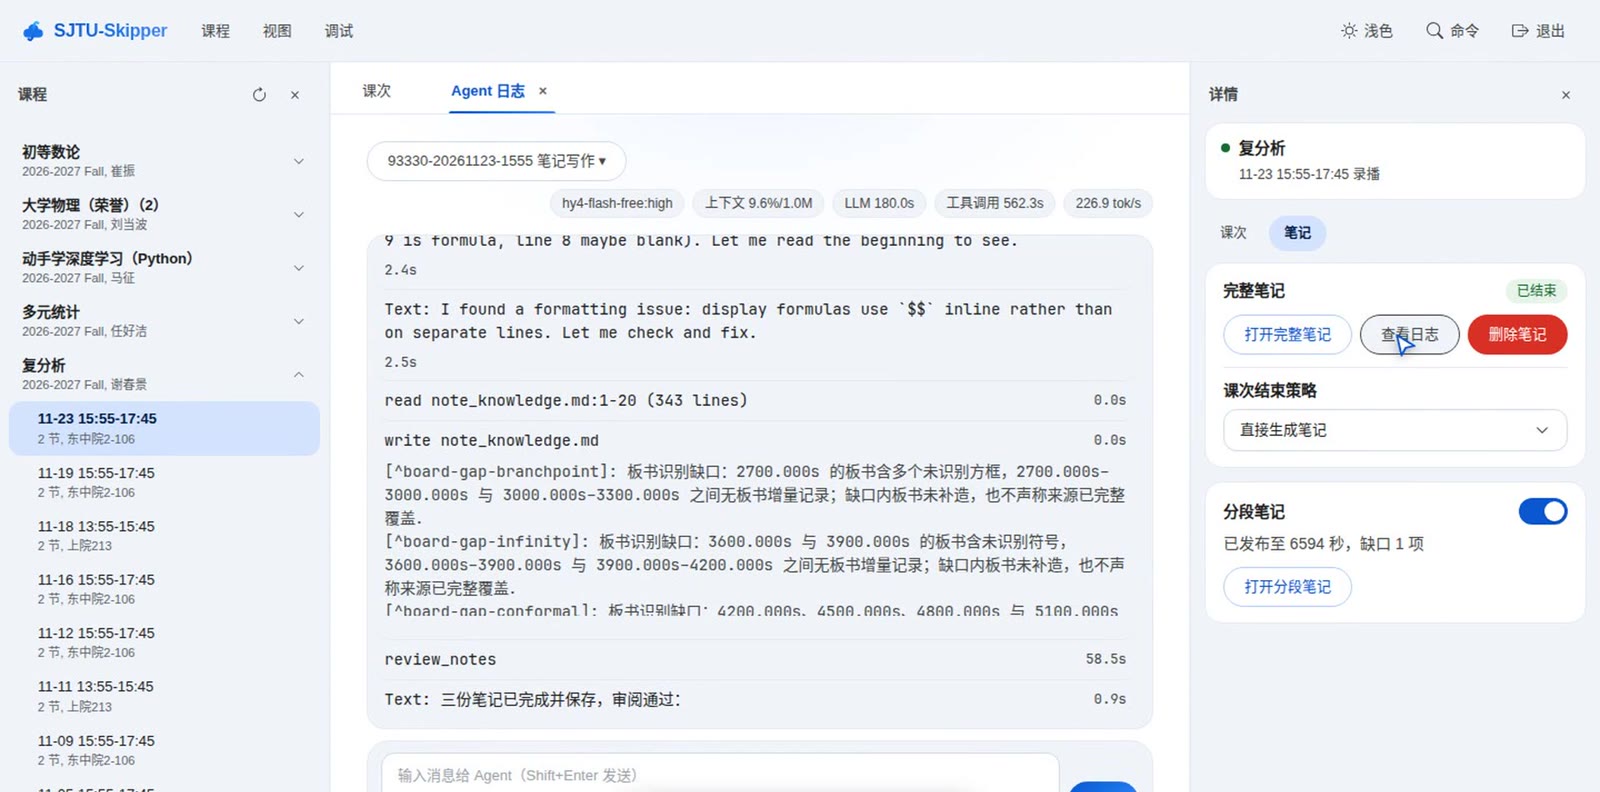 SJTU-Skipper
课程
视图
调试
浅色
命令
退出
课程
初等数论
2026-2027 Fall, 崔振
大学物理（荣誉）（2）
2026-2027 Fall, 刘当波
动手学深度学习（Python）
2026-2027 Fall, 马征
多元统计
2026-2027 Fall, 任好洁
复分析
2026-2027 Fall, 谢春景
11-23 15:55-17:45
2 节, 东中院2-106
11-19 15:55-17:45
2 节, 东中院2-106
11-18 13:55-15:45
2 节, 上院213
11-16 15:55-17:45
2 节, 东中院2-106
11-12 15:55-17:45
2 节, 东中院2-106
11-11 13:55-15:45
2 节, 上院213
11-09 15:55-17:45
2 节, 东中院2-106
课次
Agent 日志
93330-20261123-1555 笔记写作 ▾
hy4-flash-free:high
上下文 9.6%/1.0M
LLM 180.0s
工具调用 562.3s
226.9 tok/s
9 is formula, line 8 maybe blank). Let me read the beginning to see.
2.4s
Text: I found a formatting issue: display formulas use `$$` inline rather than
on separate lines. Let me check and fix.
2.5s
read note_knowledge.md:1-20 (343 lines) 0.0s
write note_knowledge.md 0.0s
[^board-gap-branchpoint]: 板书识别缺口：2700.000s 的板书含多个未识别方框，2700.000s–
3000.000s 与 3000.000s–3300.000s 之间无板书增量记录；缺口内板书未补造，也不声称来源已完整
覆盖.
[^board-gap-infinity]: 板书识别缺口：3600.000s 与 3900.000s 的板书含未识别符号，
3600.000s–3900.000s 与 3900.000s–4200.000s 之间无板书增量记录；缺口内板书未补造，也不声
称来源已完整覆盖.
[^board-gap-conformal]: 板书识别缺口：4200.000s、4500.000s、4800.000s 与 5100.000s
review_notes 58.5s
Text: 三份笔记已完成并保存，审阅通过： 0.9s
输入消息给 Agent（Shift+Enter 发送）
详情
复分析
11-23 15:55-17:45 录播
课次
笔记
完整笔记
已结束
打开完整笔记
查看日志
删除笔记
课次结束策略
直接生成笔记
分段笔记
已发布至 6594 秒，缺口 1 项
打开分段笔记